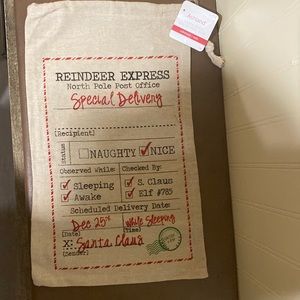 REINDEER EXPRESS
North Pole Post Office
Special Delivery
[Recipient]
Status
NAUGHTY NICE
Observed While: Checked By:
Sleeping S. Claus
Awake Elf #785
Scheduled Delivery Date:
Dec 25th While Sleeping
[Date] [Time]
X: Santa Claus
[Sender]